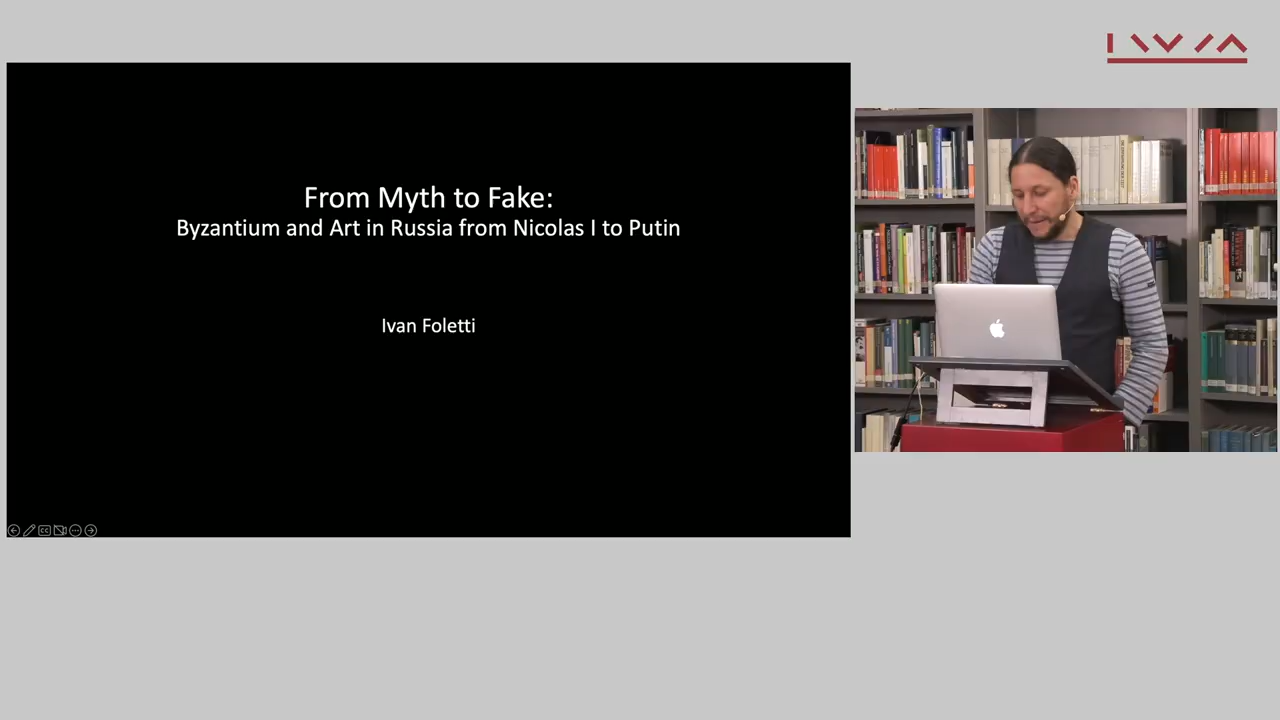 From Myth to Fake:
Byzantium and Art in Russia from Nicolas I to Putin
Ivan Foletti